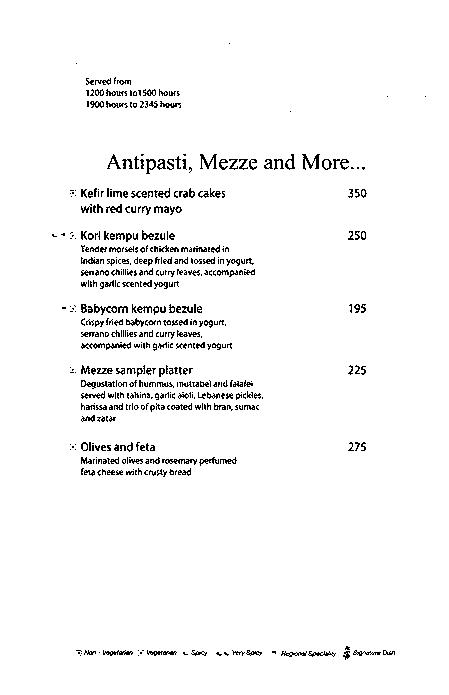 Served from
1200 hours to1500 hours
1900 hours to 2345 hours
Antipasti, Mezze and More...
Kefir lime scented crab cakes 350
with red curry mayo
Kori kempu bezule 250
Tender morsels of chicken marinated in
Indian spices, deep fried and tossed in yogurt,
serrano chillies and curry leaves, accompanied
with garlic scented yogurt
Babycorn kempu bezule 195
Crispy fried babycorn tossed in yogurt,
serrano chillies and curry leaves,
accompanied with garlic scented yogurt
Mezze sampler platter 225
Degustation of hummus, muttabel and falafel
served with tahina, garlic aioli, Lebanese pickles,
harissa and trio of pita coated with bran, sumac
and zatar
Olives and feta 275
Marinated olives and rosemary perfumed
feta cheese with crusty bread
Non - Vegetarian Vegetarian Spicy Very Spicy Regional Speciality Signature Dish